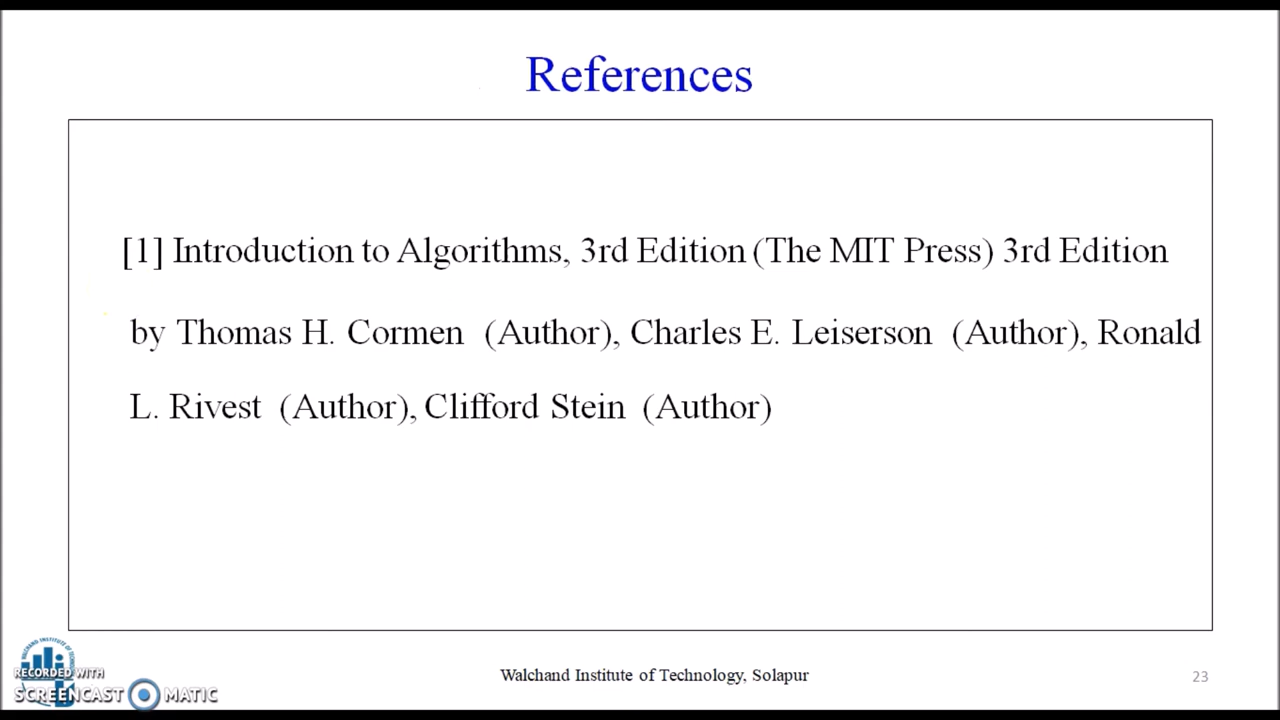 References
[1] Introduction to Algorithms, 3rd Edition (The MIT Press) 3rd Edition
by Thomas H. Cormen (Author), Charles E. Leiserson (Author), Ronald
L. Rivest (Author), Clifford Stein (Author)
RECORDED WITH
SCREENCAST MATIC
Walchand Institute of Technology, Solapur
23